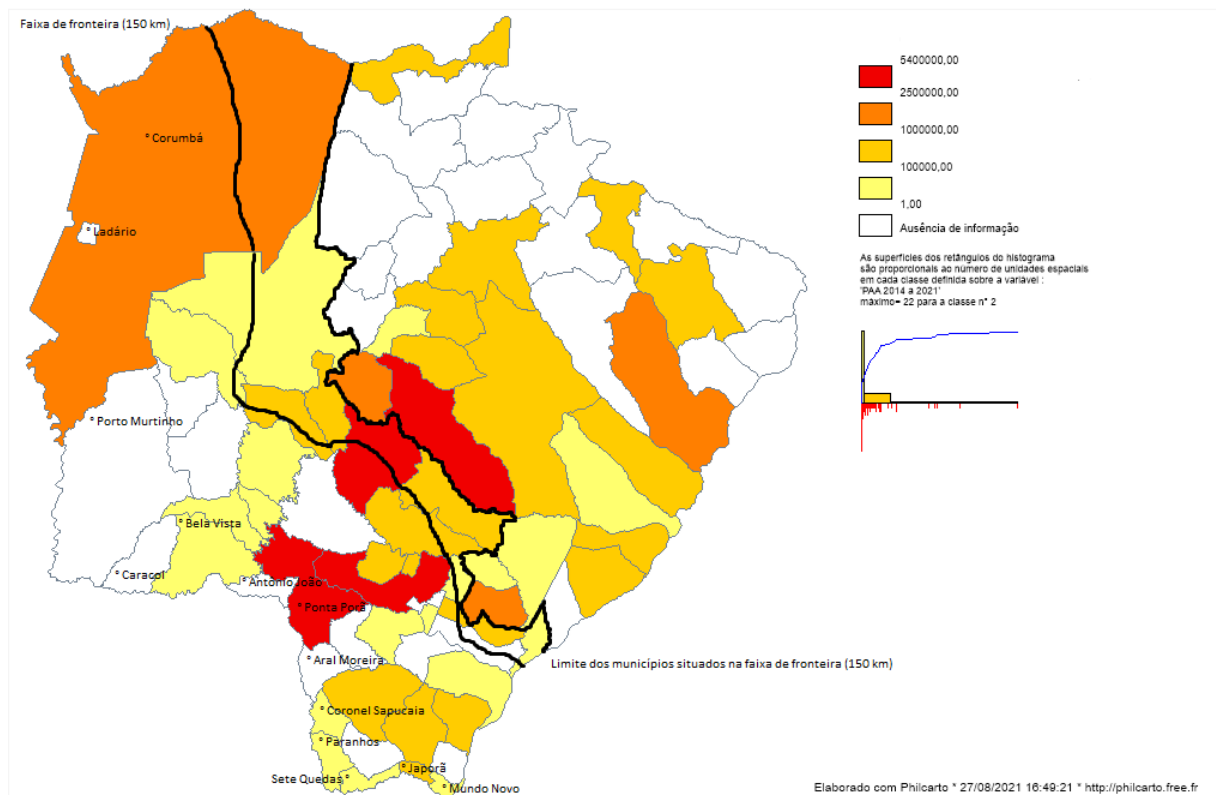 Faixa de fronteira (150 km)
5400000,00
2500000,00
1000000,00
100000,00
1,00
Ausência de informação
As superfícies dos retângulos do histograma
são proporcionais ao número de unidades espaciais
em cada classe definida sobre a variável :
'PAA 2014 a 2021'
máximo= 22 para a classe n° 2
° Corumbá
° Ladário
° Porto Murtinho
° Bela Vista
° Caracol
° Antonio João
° Ponta Porã
° Aral Moreira
Limite dos municípios situados na faixa de fronteira (150 km)
° Coronel Sapucaia
° Paranhos
Sete Quedas °
° Japorã
° Mundo Novo
Elaborado com Philcarto * 27/08/2021 16:49:21 * http://philcarto.free.fr